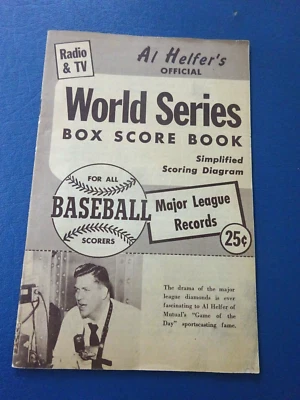 Radio
& TV
Al Helfer's
OFFICIAL
World Series
BOX SCORE BOOK
Simplified
Scoring Diagram
FOR ALL
BASEBALL
SCORERS
Major League
Records
25¢
The drama of the major
league diamonds is ever
fascinating to Al Helfer of
Mutual's "Game of the
Day" sportscasting fame.